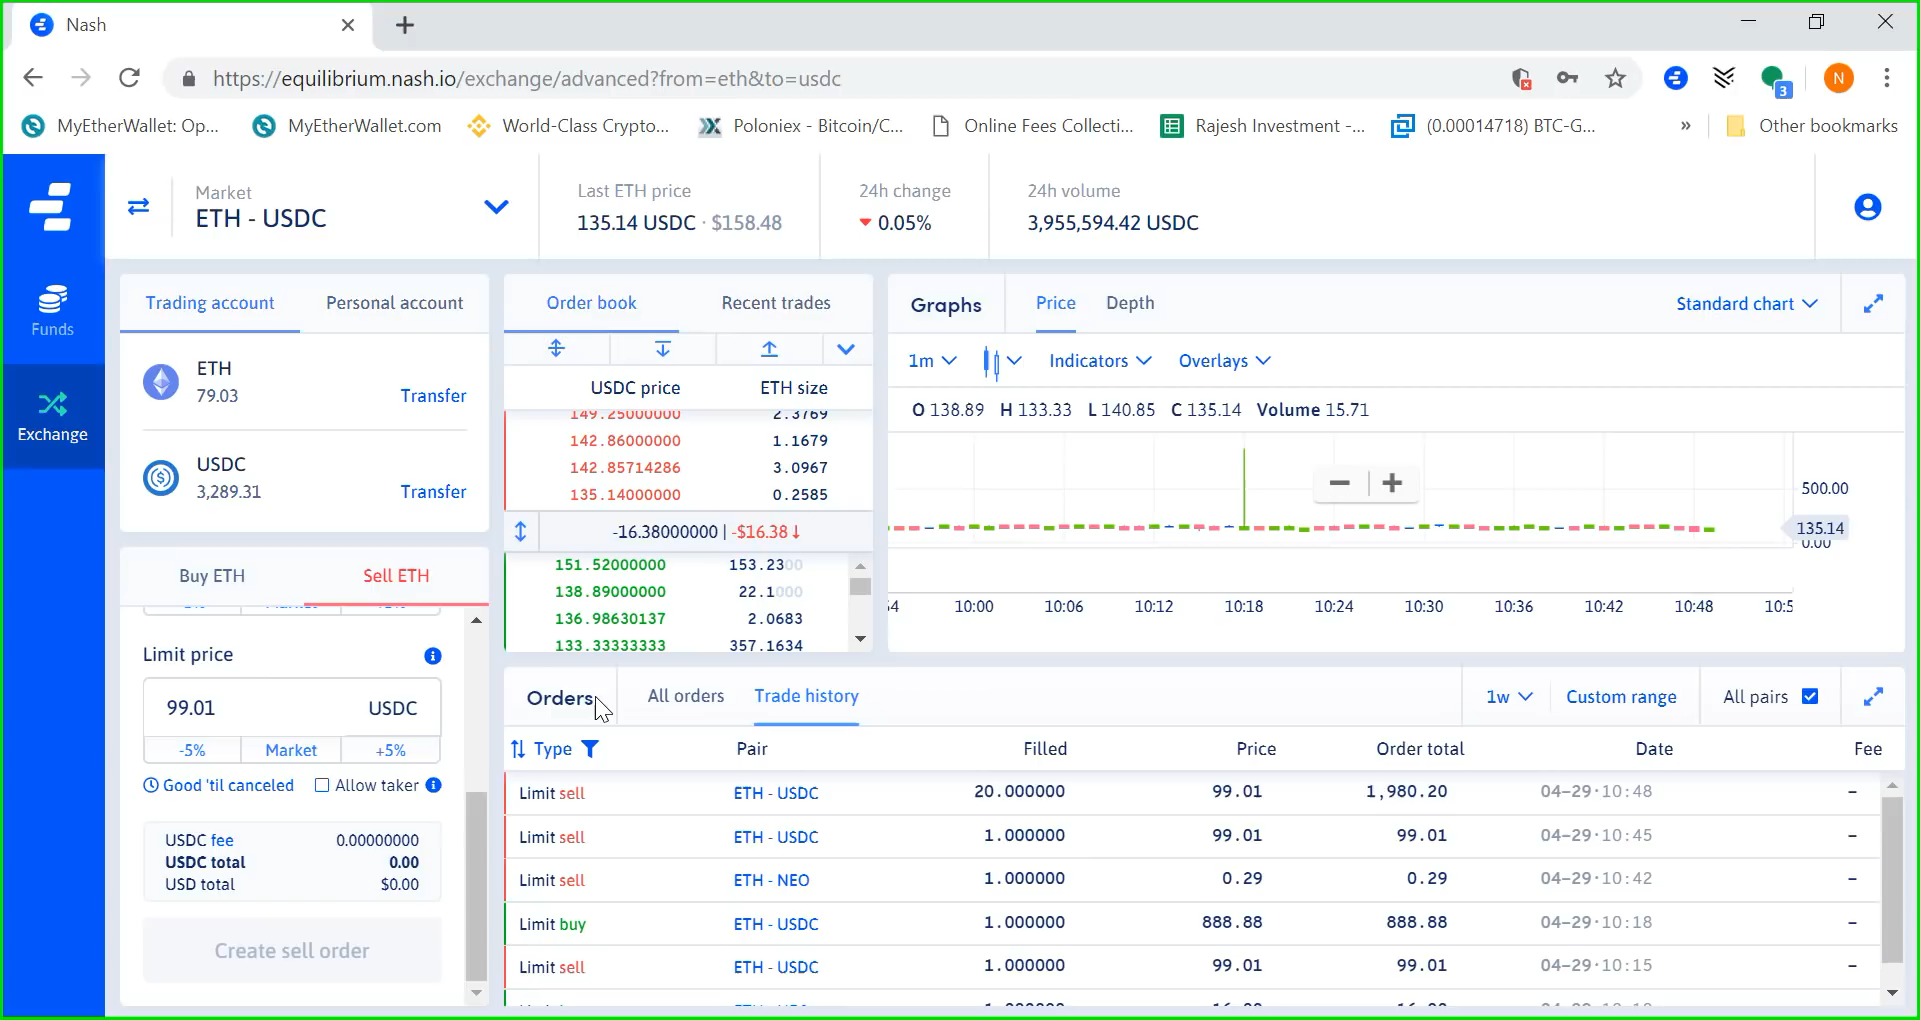 Nash
https://equilibrium.nash.io/exchange/advanced?from=eth&to=usdc
3
N
MyEtherWallet: Op...
MyEtherWallet.com
World-Class Crypto...
Poloniex - Bitcoin/C...
Online Fees Collecti...
Rajesh Investment -...
(0.00014718) BTC-G...
»
Other bookmarks
Funds
Exchange
Market
ETH - USDC
Last ETH price
135.14 USDC · $158.48
24h change
0.05%
24h volume
3,955,594.42 USDC
Trading account
Personal account
ETH
79.03
Transfer
USDC
3,289.31
Transfer
Buy ETH
Sell ETH
Limit price
99.01 USDC
-5% Market +5%
Good 'til canceled
Allow taker
USDC fee 0.00000000
USDC total 0.00
USD total $0.00
Create sell order
Order book
Recent trades
USDC price ETH size
149.25000000 2.3769
142.86000000 1.1679
142.85714286 3.0967
135.14000000 0.2585
-16.38000000 | -$16.38↓
151.52000000 153.2300
138.89000000 22.1000
136.98630137 2.0683
133.33333333 357.1634
Graphs
Price
Depth
Standard chart
1m
Indicators
Overlays
O 138.89 H 133.33 L 140.85 C 135.14 Volume 15.71
500.00
135.14
0.00
54 10:00 10:06 10:12 10:18 10:24 10:30 10:36 10:42 10:48 10:5
Orders
All orders
Trade history
1w
Custom range
All pairs
Type Pair Filled Price Order total Date Fee
Limit sell ETH - USDC 20.000000 99.01 1,980.20 04-29·10:48 –
Limit sell ETH - USDC 1.000000 99.01 99.01 04-29·10:45 –
Limit sell ETH - NEO 1.000000 0.29 0.29 04-29·10:42 –
Limit buy ETH - USDC 1.000000 888.88 888.88 04-29·10:18 –
Limit sell ETH - USDC 1.000000 99.01 99.01 04-29·10:15 –